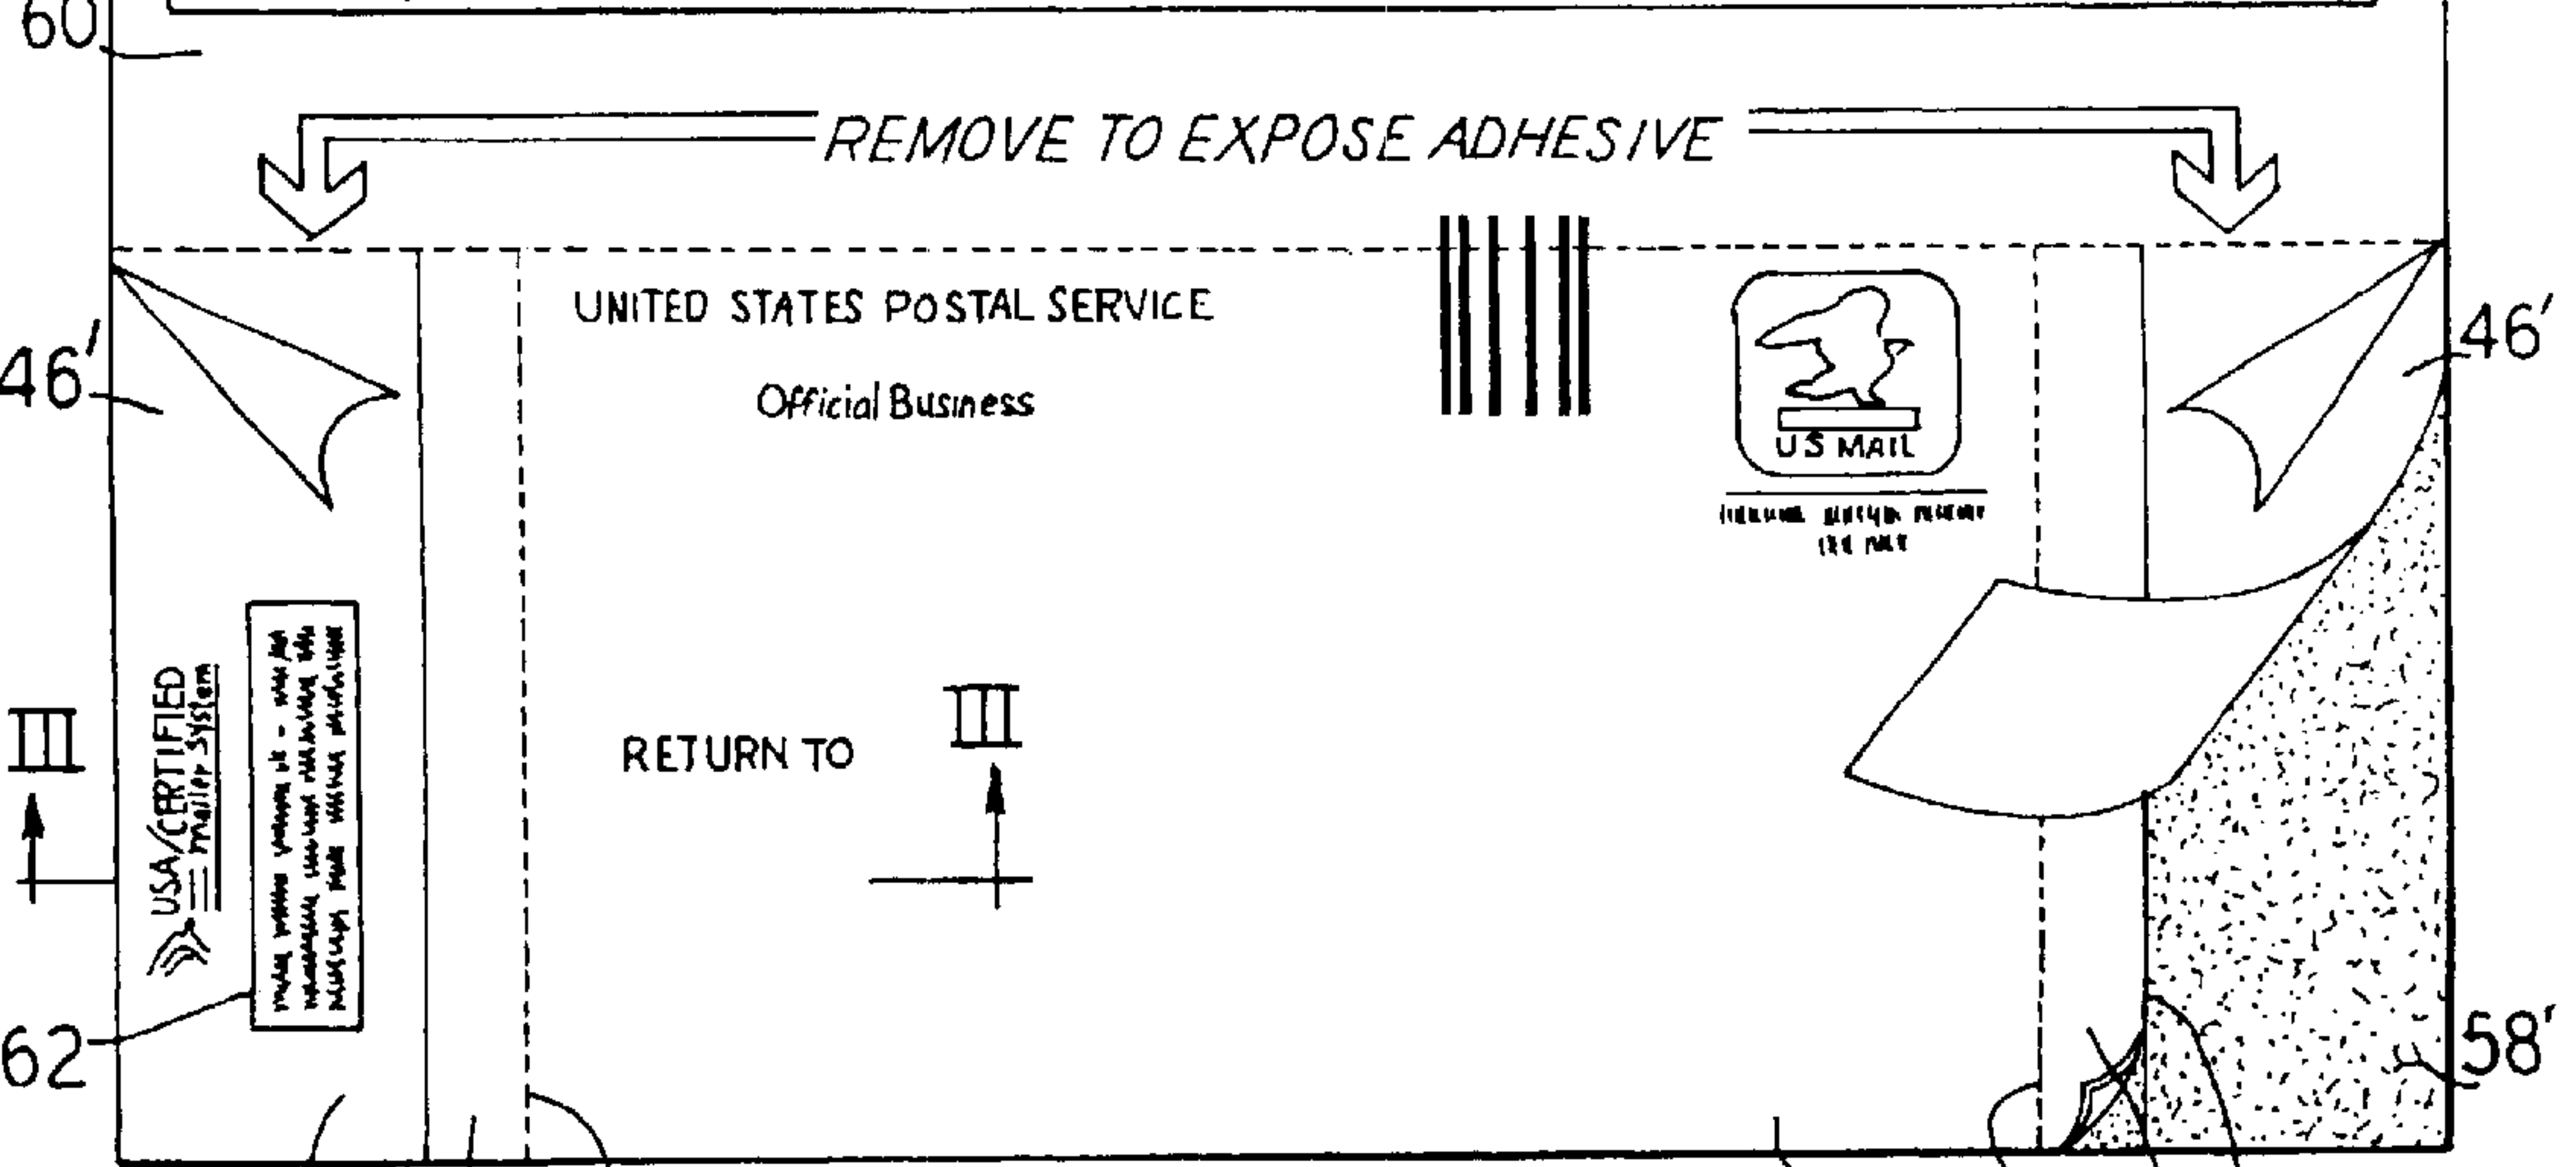 60
REMOVE TO EXPOSE ADHESIVE
UNITED STATES POSTAL SERVICE
Official Business
U S MAIL
46'
46'
USA/CERTIFIED
mailer system
III
RETURN TO
III
62
58'